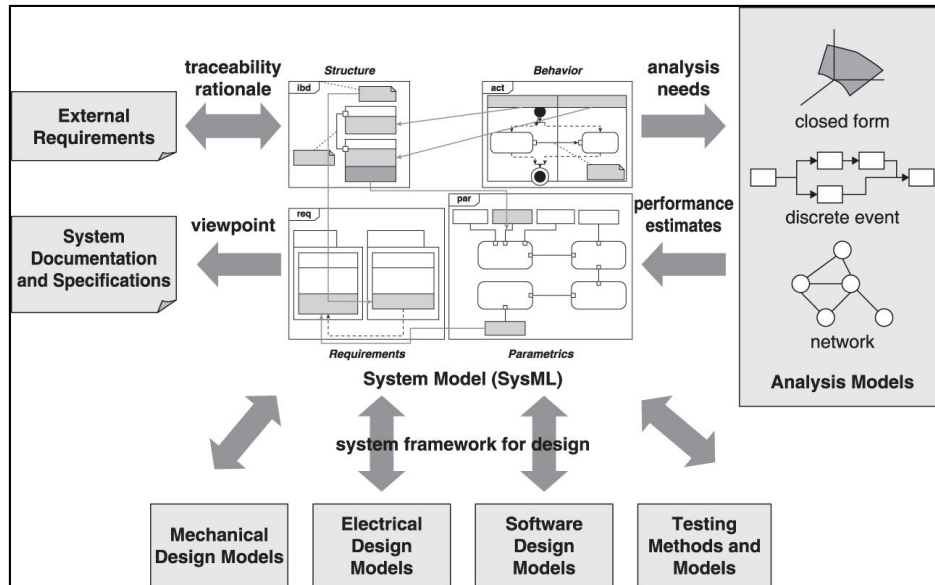 External
Requirements
traceability
rationale
Structure
ibd
Behavior
act
analysis
needs
closed form
discrete event
network
Analysis Models
System
Documentation
and Specifications
viewpoint
req
par
performance
estimates
Requirements
Parametrics
System Model (SysML)
system framework for design
Mechanical
Design Models
Electrical
Design
Models
Software
Design
Models
Testing
Methods and
Models